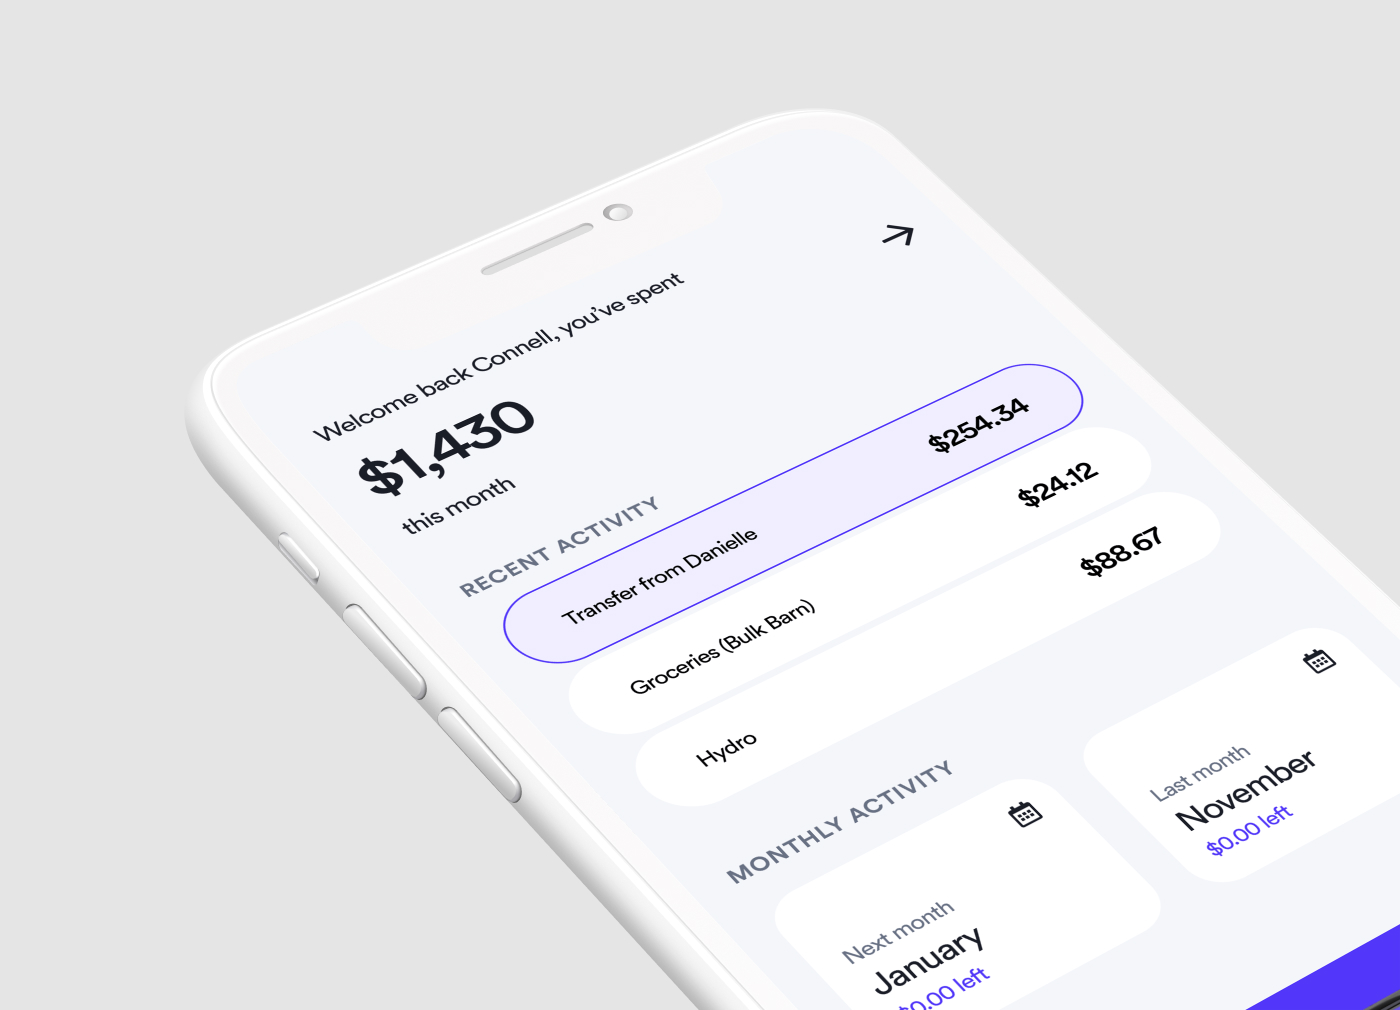 Welcome back Connell, you've spent
$1,430
this month
RECENT ACTIVITY
Transfer from Danielle $254.34
Groceries (Bulk Barn) $24.12
Hydro $88.67
MONTHLY ACTIVITY
Next month
January
$0.00 left
Last month
November
$0.00 left